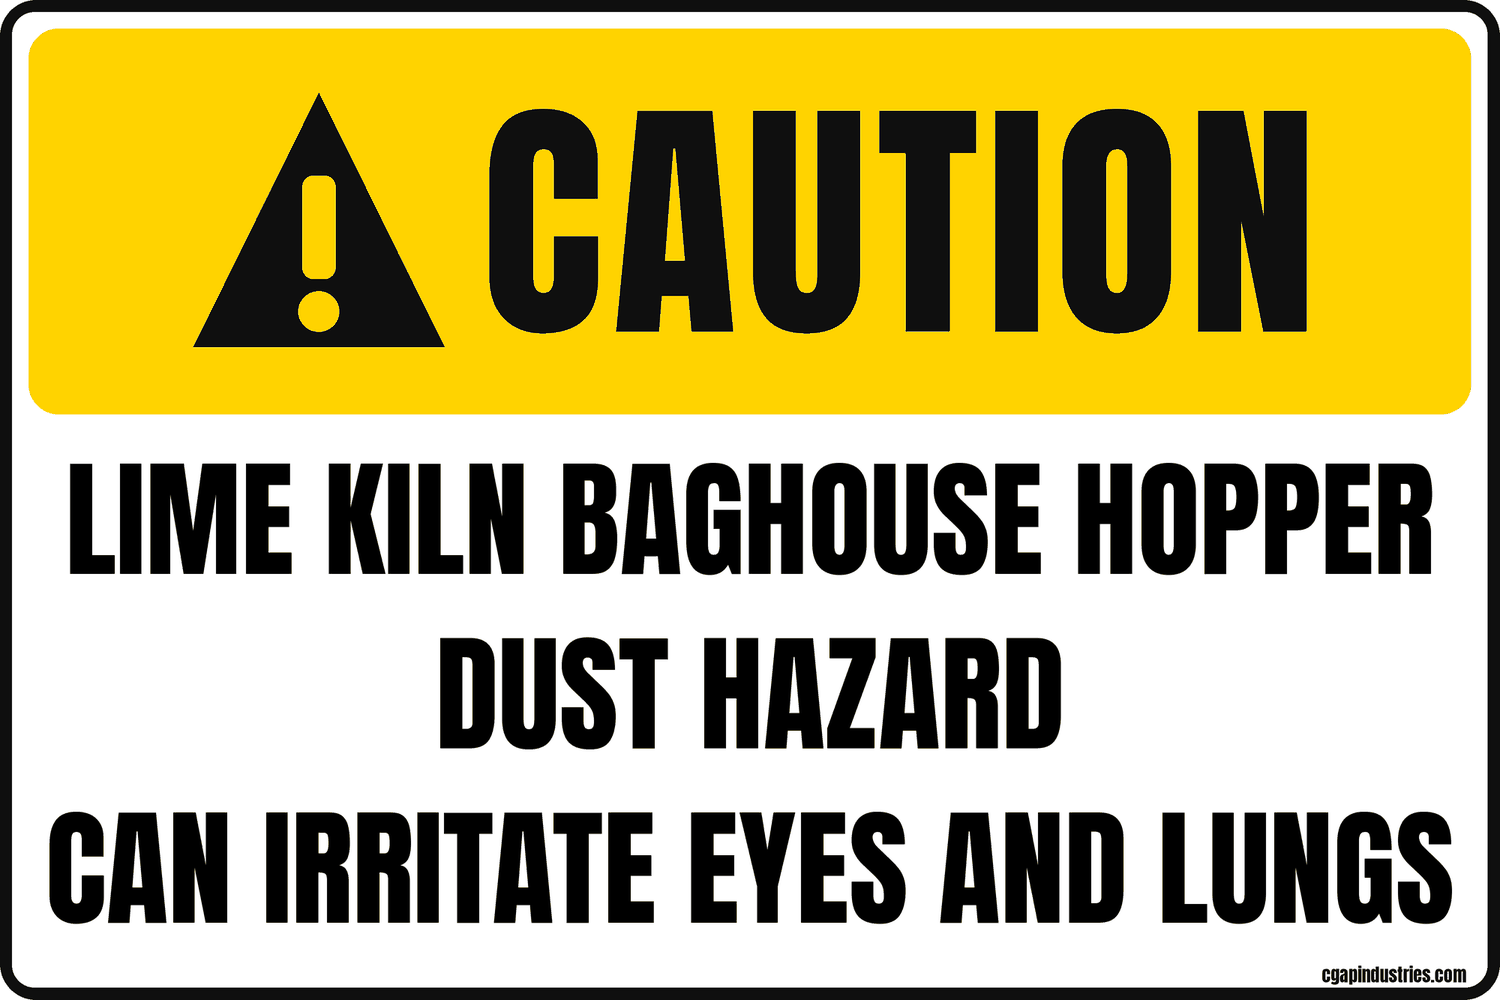 CAUTION
LIME KILN BAGHOUSE HOPPER
DUST HAZARD
CAN IRRITATE EYES AND LUNGS
cgapindustries.com